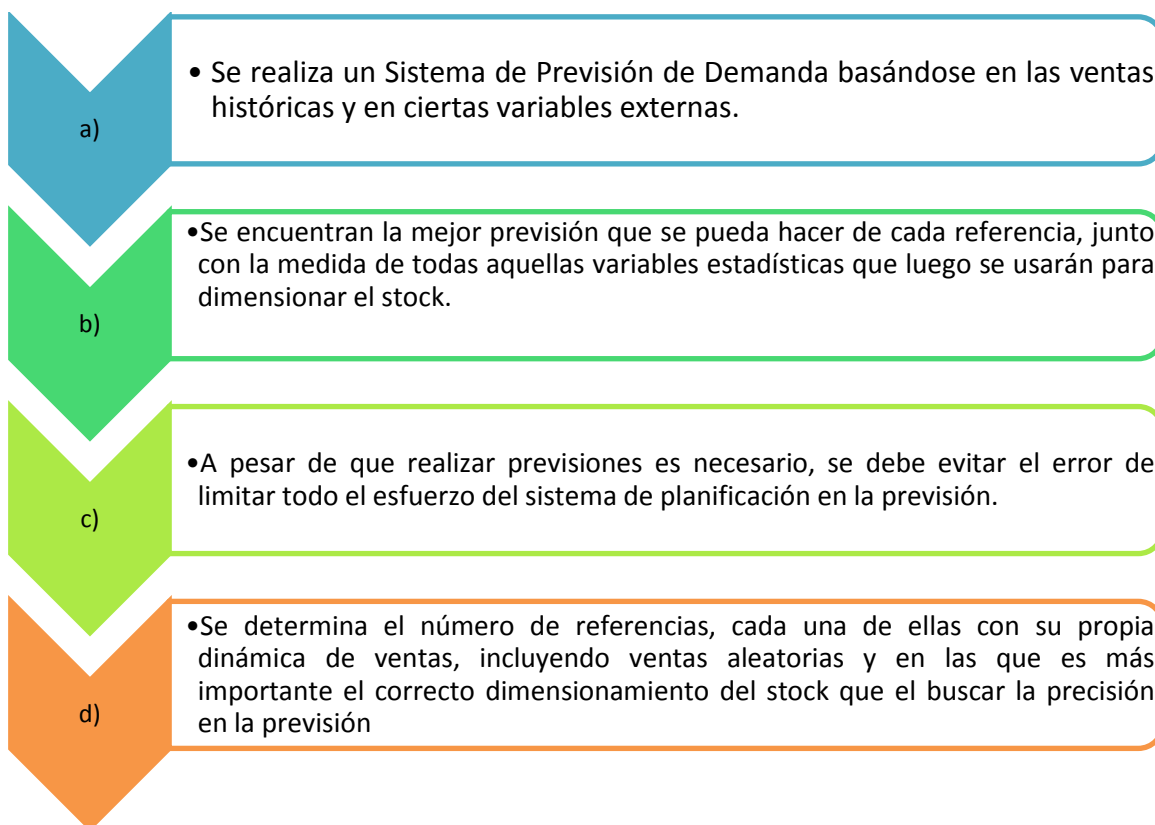 a)
• Se realiza un Sistema de Previsión de Demanda basándose en las ventas
históricas y en ciertas variables externas.
b)
•Se encuentran la mejor previsión que se pueda hacer de cada referencia, junto
con la medida de todas aquellas variables estadísticas que luego se usarán para
dimensionar el stock.
c)
•A pesar de que realizar previsiones es necesario, se debe evitar el error de
limitar todo el esfuerzo del sistema de planificación en la previsión.
d)
•Se determina el número de referencias, cada una de ellas con su propia
dinámica de ventas, incluyendo ventas aleatorias y en las que es más
importante el correcto dimensionamiento del stock que el buscar la precisión
en la previsión